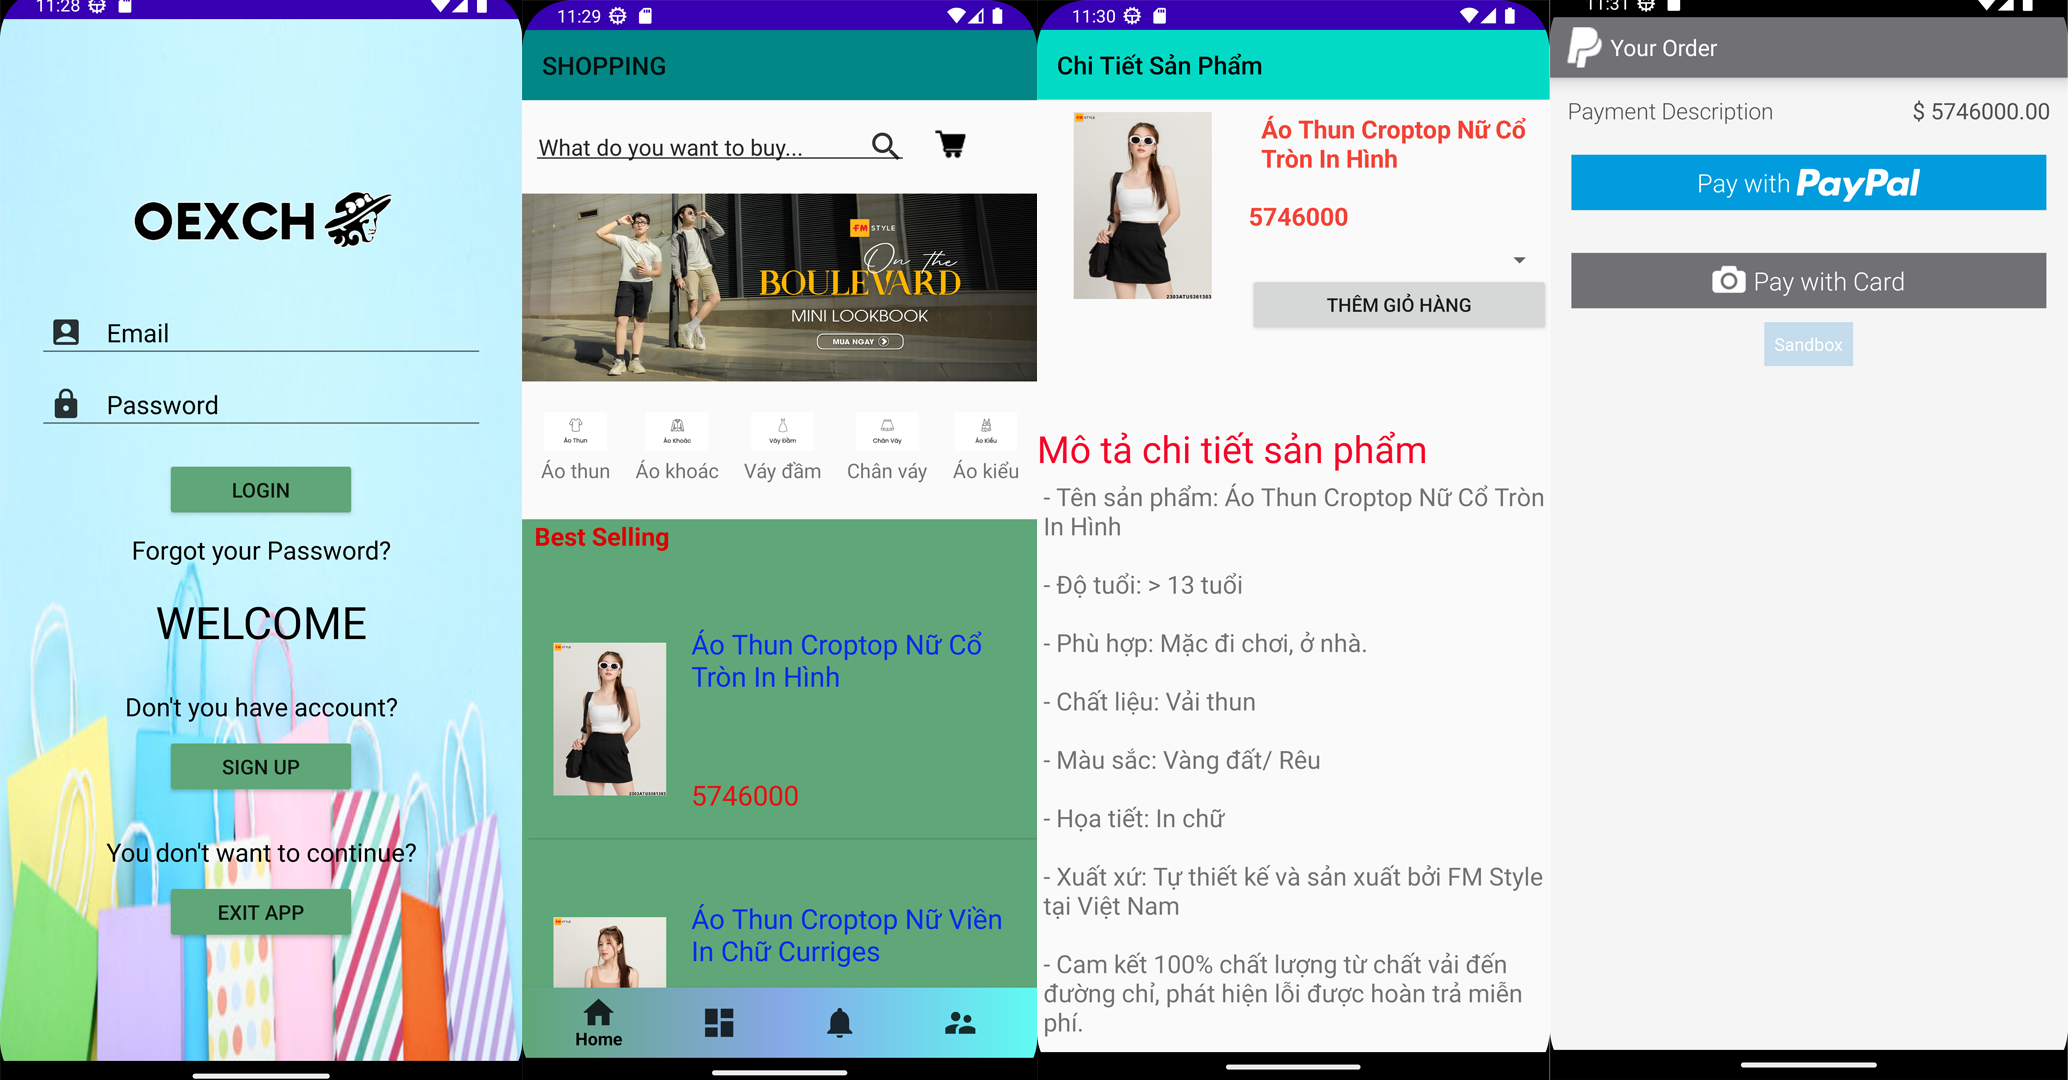 11:28
OEXCH
Email
Password
LOGIN
Forgot your Password?
WELCOME
Don't you have account?
SIGN UP
You don't want to continue?
EXIT APP
11:29
SHOPPING
What do you want to buy...
FM STYLE
On the
BOULEVARD
MINI LOOKBOOK
MUA NGAY
Áo Thun
Áo Khoác
Váy Đầm
Chân Váy
Áo Kiểu
Áo thun
Áo khoác
Váy đầm
Chân váy
Áo kiểu
Best Selling
FM STYLE
Áo Thun Croptop Nữ Cổ
Tròn In Hình
2303ATU5381303
5746000
FM STYLE
Áo Thun Croptop Nữ Viền
In Chữ Curriges
Home
11:30
Chi Tiết Sản Phẩm
FM STYLE
Áo Thun Croptop Nữ Cổ
Tròn In Hình
5746000
2303ATU5381303
THÊM GIỎ HÀNG
Mô tả chi tiết sản phẩm
- Tên sản phẩm: Áo Thun Croptop Nữ Cổ Tròn
In Hình
- Độ tuổi: > 13 tuổi
- Phù hợp: Mặc đi chơi, ở nhà.
- Chất liệu: Vải thun
- Màu sắc: Vàng đất/ Rêu
- Họa tiết: In chữ
- Xuất xứ: Tự thiết kế và sản xuất bởi FM Style
tại Việt Nam
- Cam kết 100% chất lượng từ chất vải đến
đường chỉ, phát hiện lỗi được hoàn trả miễn
phí.
11:31
Your Order
Payment Description
$ 5746000.00
Pay with PayPal
Pay with Card
Sandbox